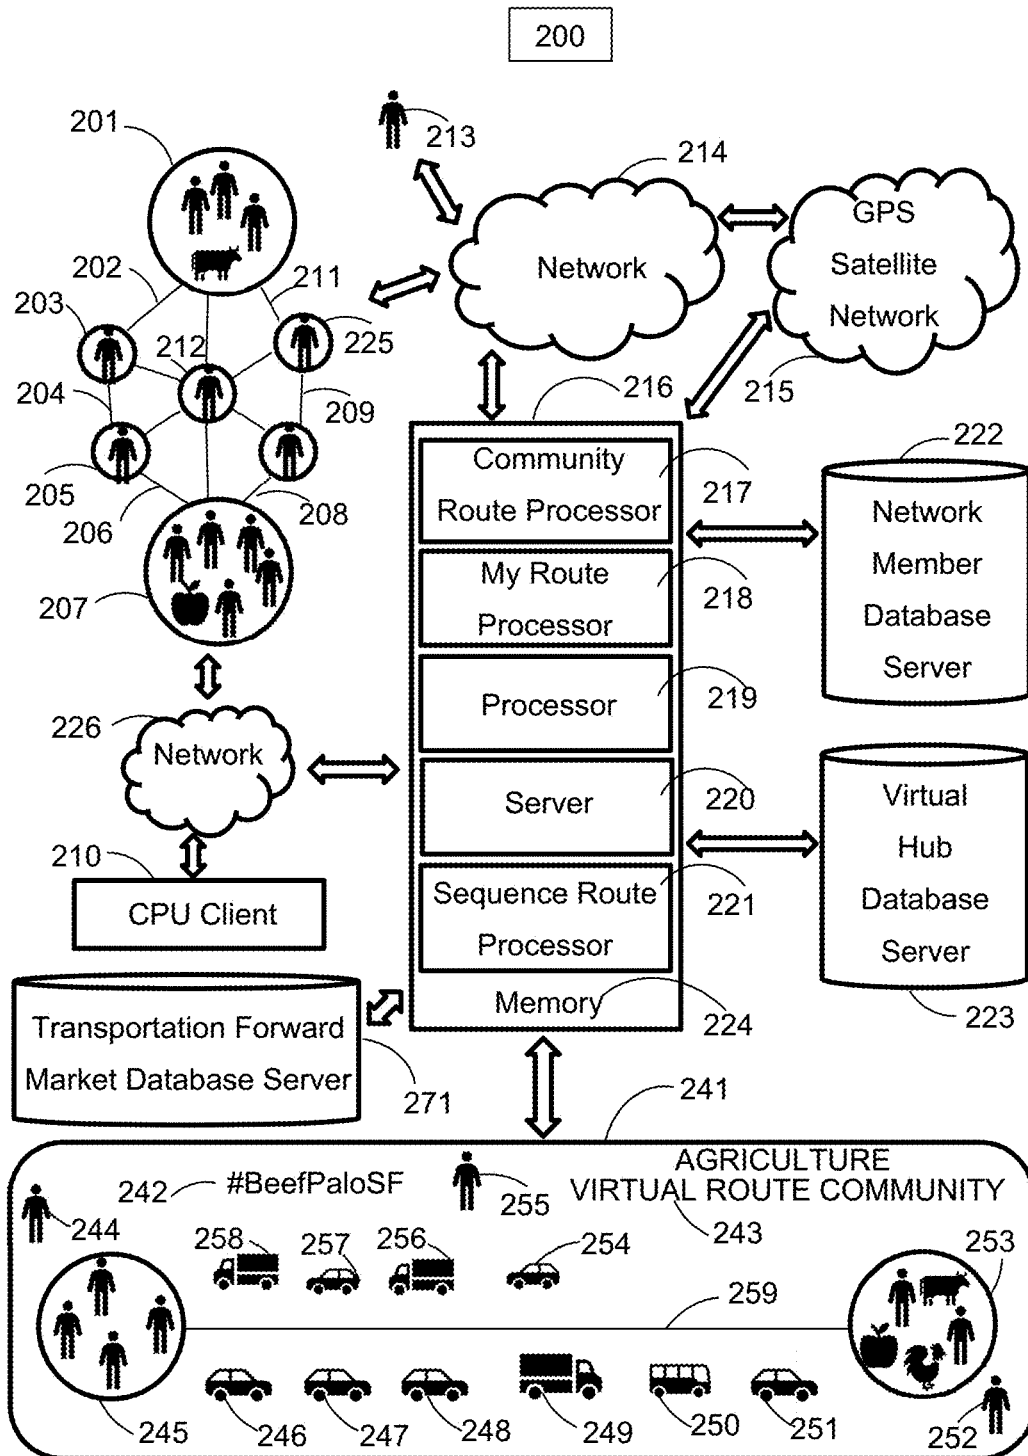 200
201
213
214
GPS
Satellite
Network
Network
202
211
203
225
212
215
216
204
209
222
Community
Route Processor
217
205
206
208
Network
Member
Database
Server
My Route
Processor
218
207
Processor
219
226
Network
Server
220
Virtual
Hub
Database
Server
210
CPU Client
Sequence Route
Processor
221
Memory
224
223
Transportation Forward
Market Database Server
271
241
242
#BeefPaloSF
255
AGRICULTURE
VIRTUAL ROUTE COMMUNITY
244
243
258
257
256
254
253
259
245
246
247
248
249
250
251
252